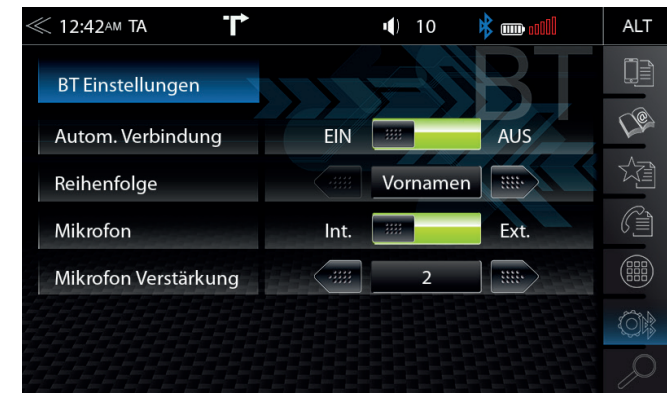 12:42AM TA 10 ALT
BT
BT Einstellungen
Autom. Verbindung EIN AUS
Reihenfolge Vornamen
Mikrofon Int. Ext.
Mikrofon Verstärkung 2